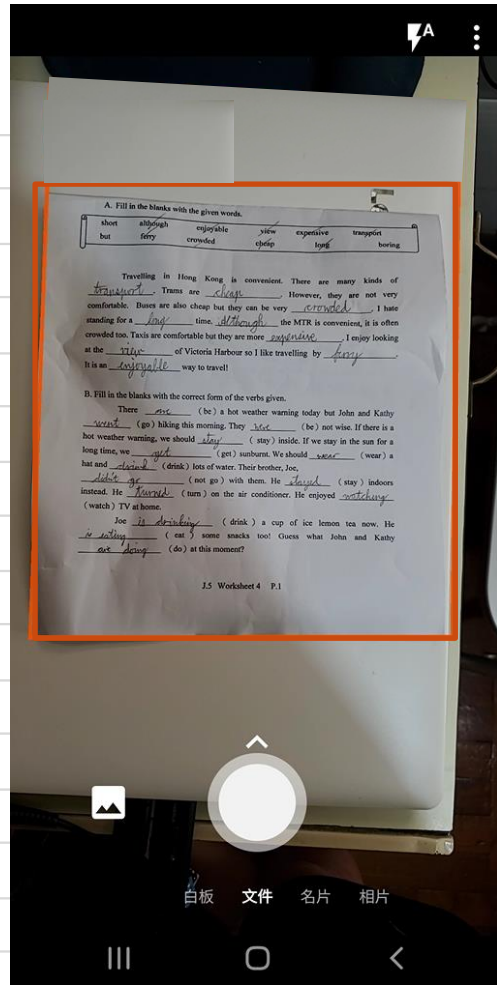 A
A. Fill in the blanks with the given words.
short although enjoyable view expensive transport
but ferry crowded cheap long boring
Travelling in Hong Kong is convenient. There are many kinds of
transport. Trams are cheap. However, they are not very
comfortable. Buses are also cheap but they can be very crowded. I hate
standing for a long time. Although the MTR is convenient, it is often
crowded too. Taxis are comfortable but they are more expensive. I enjoy looking
at the view of Victoria Harbour so I like travelling by ferry.
It is an enjoyable way to travel!
B. Fill in the blanks with the correct form of the verbs given.
There are (be) a hot weather warning today but John and Kathy
went (go) hiking this morning. They (be) not wise. If there is a
hot weather warning, we should stay (stay) inside. If we stay in the sun for a
long time, we get (get) sunburnt. We should wear (wear) a
hat and drink (drink) lots of water. Their brother, Joe,
didn't go (not go) with them. He stayed (stay) indoors
instead. He turned (turn) on the air conditioner. He enjoyed watching
(watch) TV at home.
Joe is drinking (drink) a cup of ice lemon tea now. He
is eating (eat) some snacks too! Guess what John and Kathy
are doing (do) at this moment?
J.5 Worksheet 4 P.1
白板 文件 名片 相片